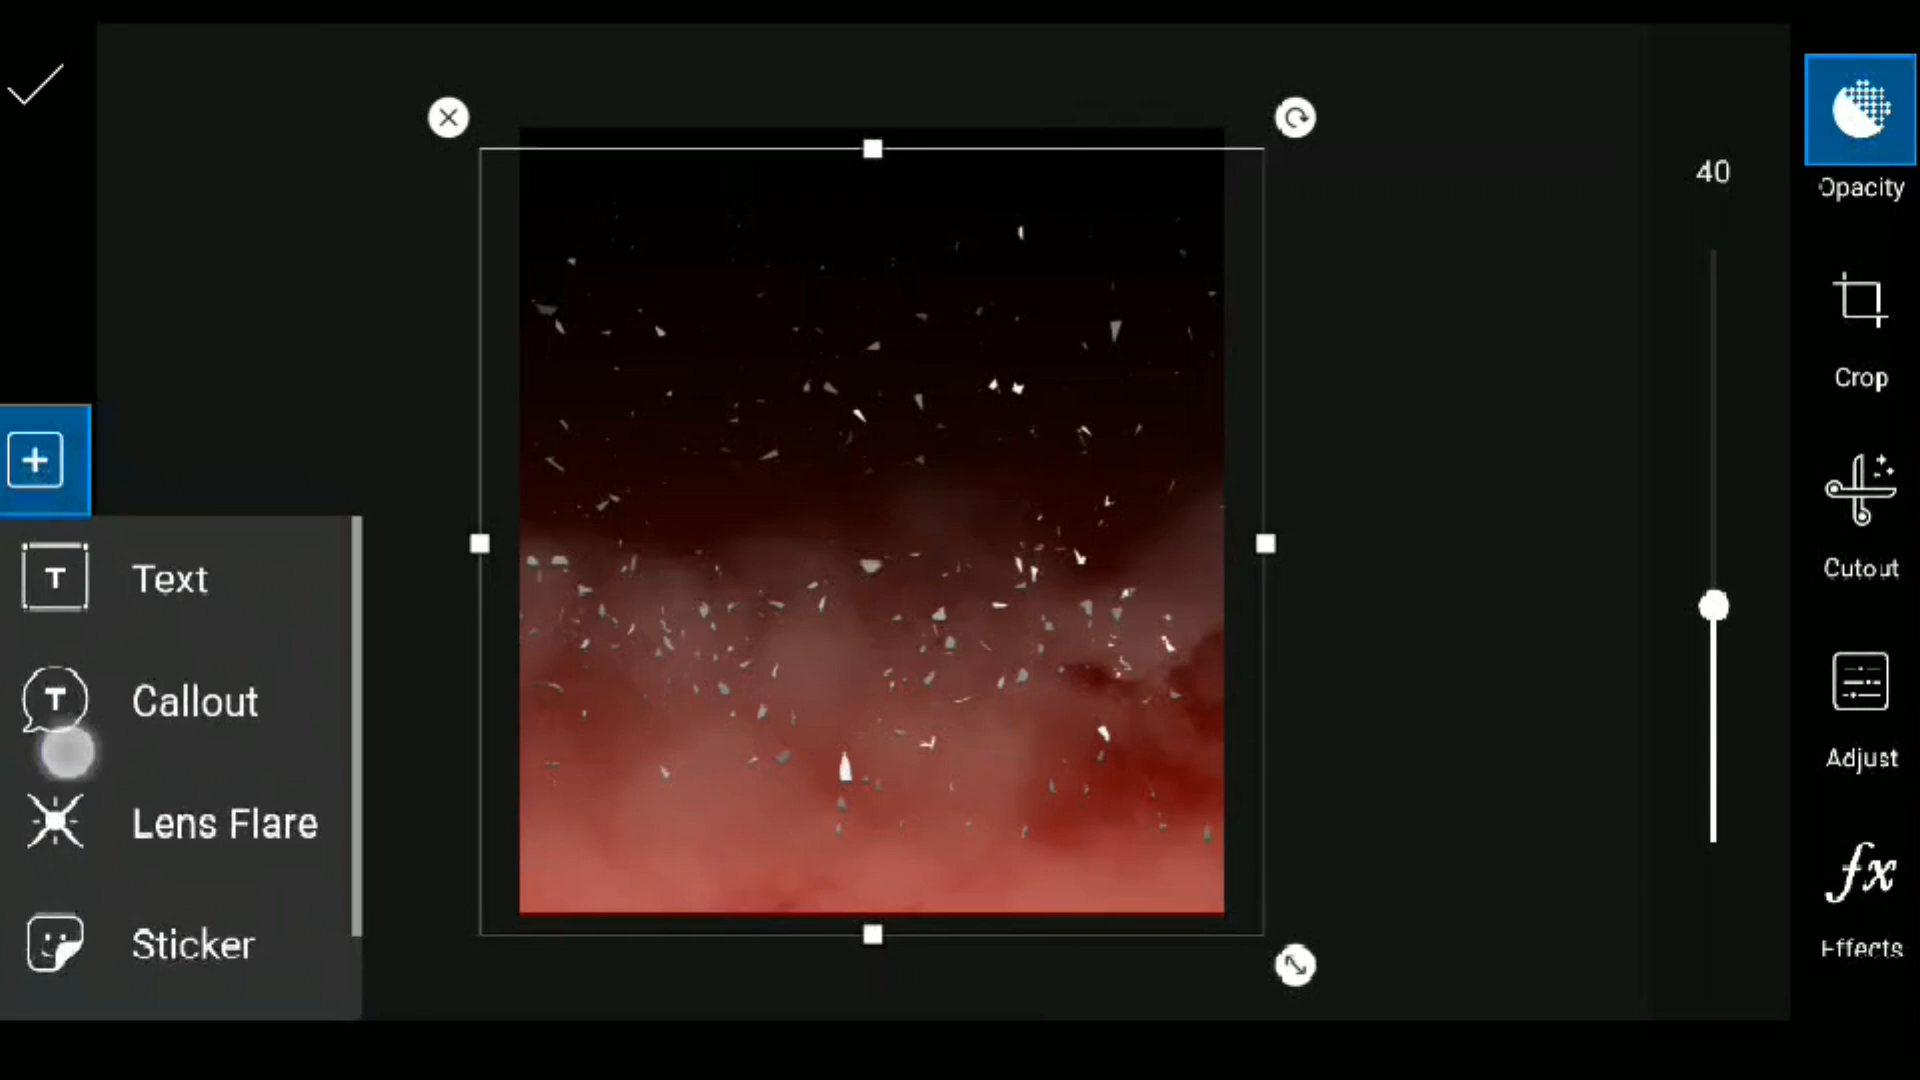 40
Opacity
Crop
Cutout
Adjust
fx
Effects
T Text
T Callout
Lens Flare
Sticker